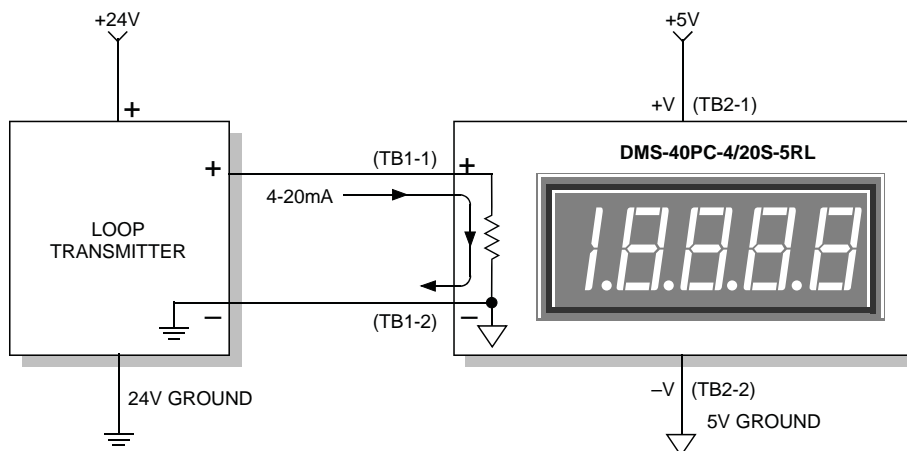 +24V
+5V
+
+V (TB2-1)
DMS-40PC-4/20S-5RL
+
(TB1-1)
+
4-20mA
LOOP
TRANSMITTER
1.8.8.8.8
–
(TB1-2)
–
24V GROUND
–V (TB2-2)
5V GROUND